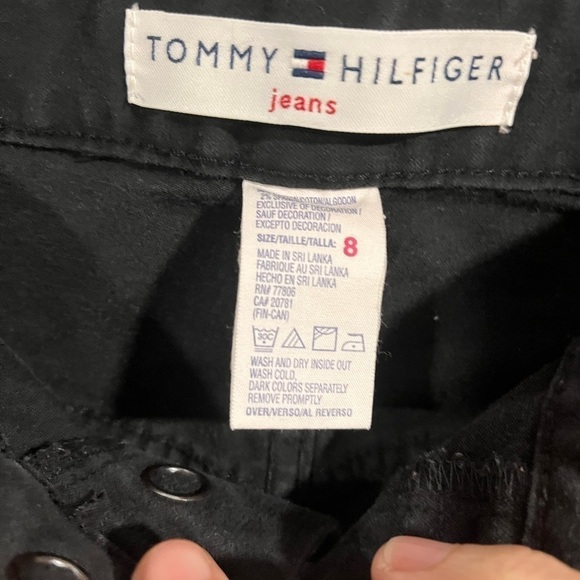 TOMMY HILFIGER
jeans
EXCLUSIVE OF DECORATION/
SAUF DECORATION /
EXCEPTO DECORACION
SIZE/TAILLE/TALLA: 8
MADE IN SRI LANKA
FABRIQUE AU SRI LANKA
HECHO EN SRI LANKA
RN# 77806
CA# 20781
(FIN-CAN)
30C
WASH AND DRY INSIDE OUT
WASH COLD,
DARK COLORS SEPARATELY
REMOVE PROMPTLY
OVER/VERSO/AL REVERSO